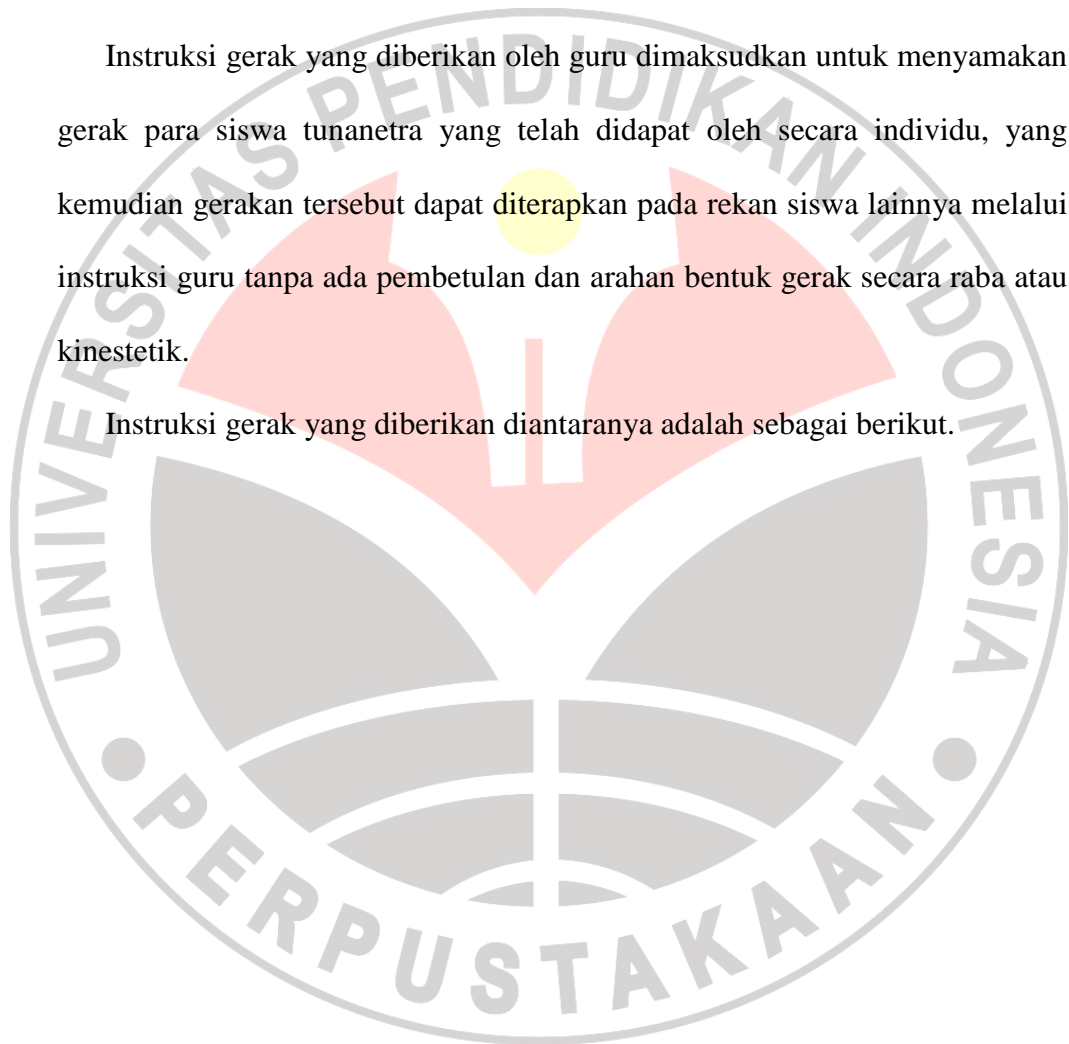 Instruksi gerak yang diberikan oleh guru dimaksudkan untuk menyamakan
gerak para siswa tunanetra yang telah didapat oleh secara individu, yang
kemudian gerakan tersebut dapat diterapkan pada rekan siswa lainnya melalui
instruksi guru tanpa ada pembetulan dan arahan bentuk gerak secara raba atau
kinestetik.
Instruksi gerak yang diberikan diantaranya adalah sebagai berikut.
UNIVERSITAS PENDIDIKAN INDONESIA
PERPUSTAKAAN